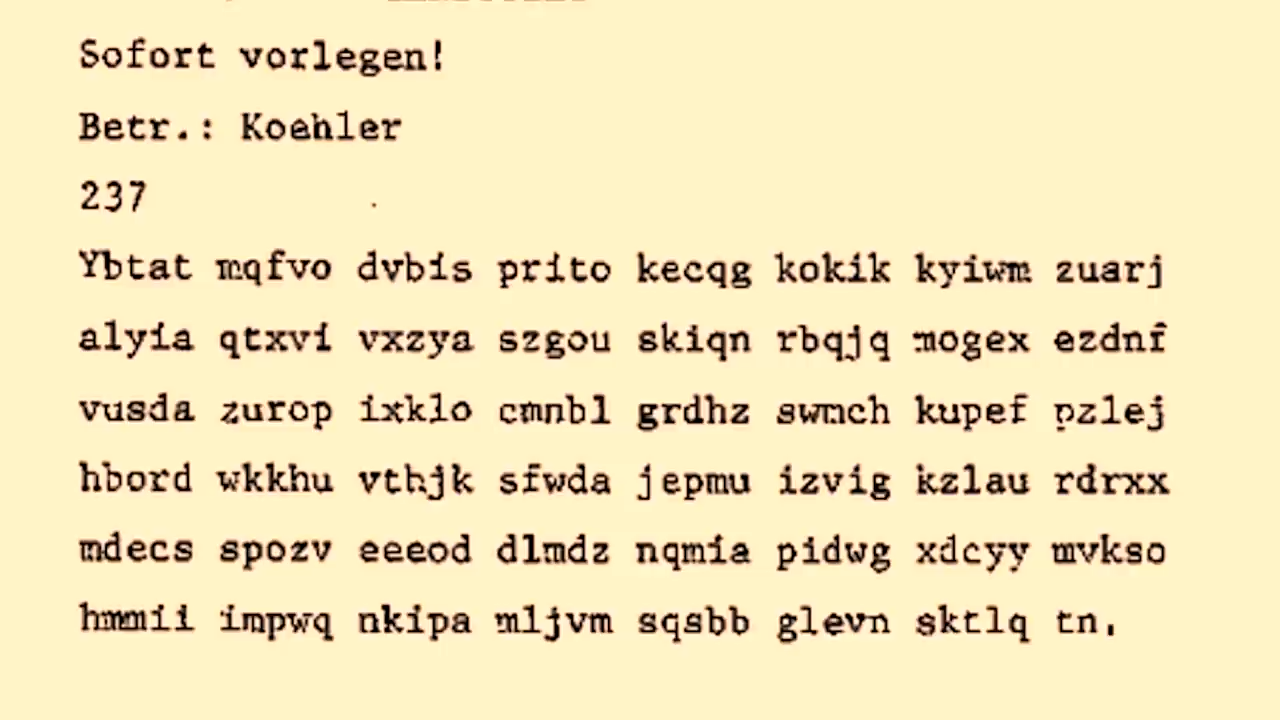 Sofort vorlegen!
Betr.: Koehler
237
Ybtat mqfvo dvbis prito kecqg kokik kyiwm zuarj
alyia qtxvi vxzya szgou skiqn rbqjq mogex ezdnf
vusda zurop ixklo cmnbl grdhz swmch kupef pzlej
hbord wkkhu vthjk sfwda jepmu izvig kzlau rdrxx
mdecs spozv eeeod dlmdz nqmia pidwg xdcyy mvkso
hmmii impwq nkipa mljvm sqsbb glevn sktlq tn.